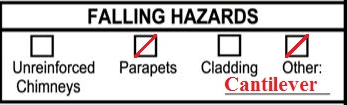 FALLING HAZARDS
Unreinforced Chimneys
Parapets
Cladding
Other:
Cantilever